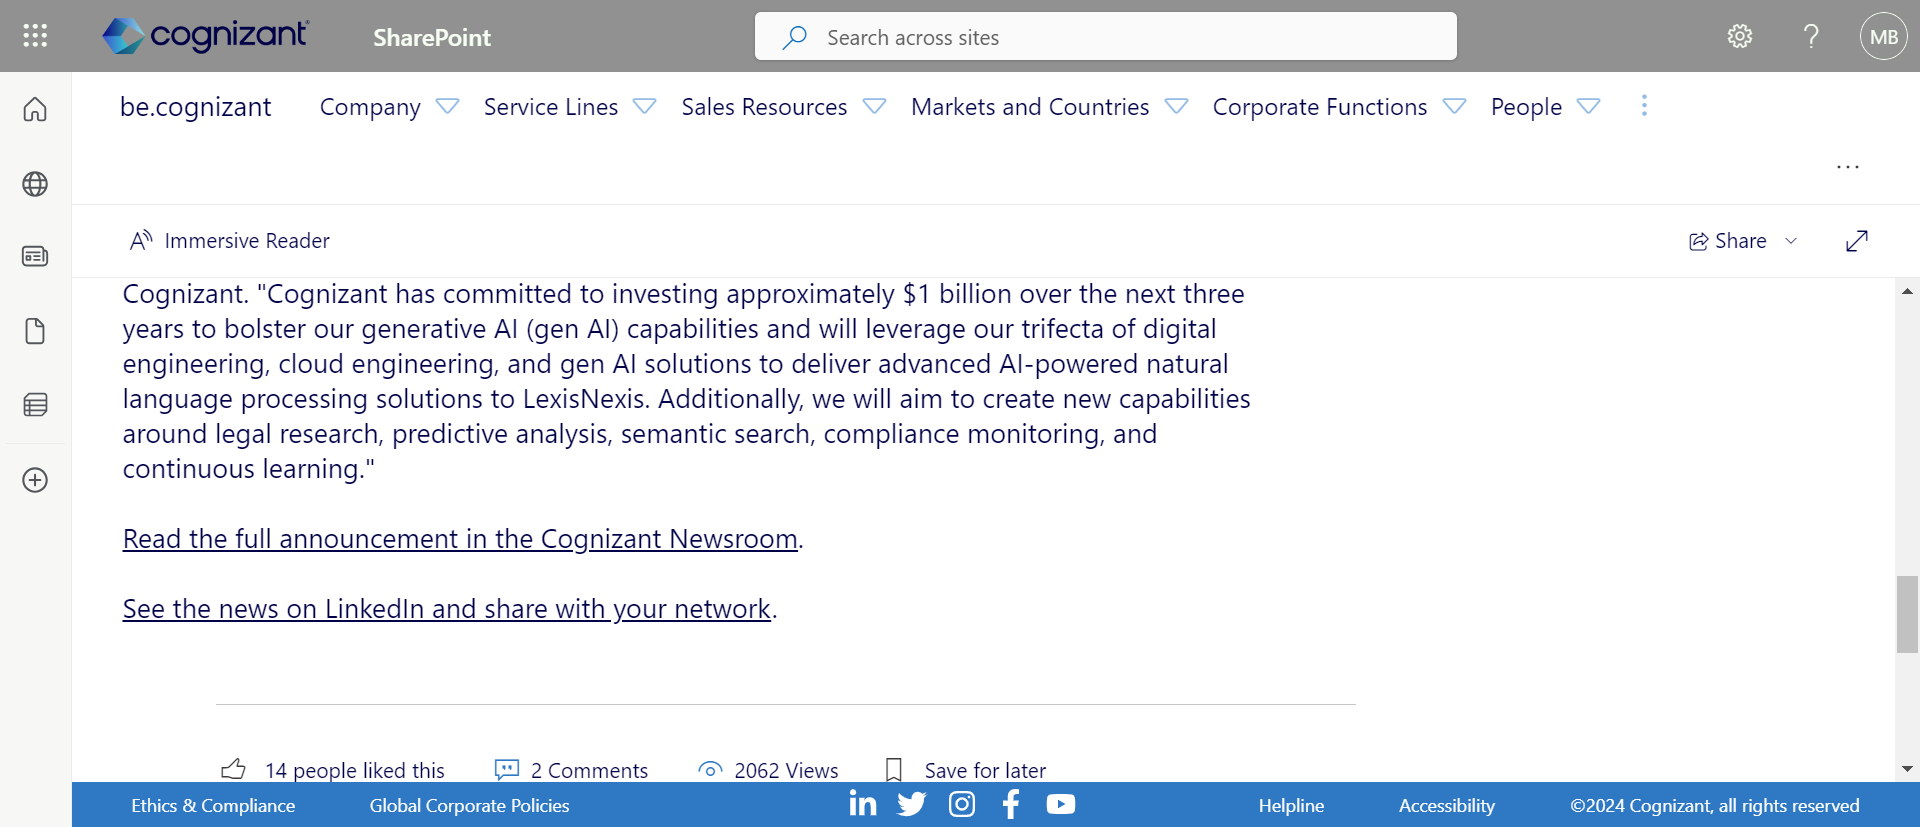 cognizant
SharePoint
Search across sites
?
MB
be.cognizant
Company
Service Lines
Sales Resources
Markets and Countries
Corporate Functions
People
Immersive Reader
Share
Cognizant. "Cognizant has committed to investing approximately $1 billion over the next three
years to bolster our generative AI (gen AI) capabilities and will leverage our trifecta of digital
engineering, cloud engineering, and gen AI solutions to deliver advanced AI-powered natural
language processing solutions to LexisNexis. Additionally, we will aim to create new capabilities
around legal research, predictive analysis, semantic search, compliance monitoring, and
continuous learning."
Read the full announcement in the Cognizant Newsroom.
See the news on LinkedIn and share with your network.
14 people liked this
2 Comments
2062 Views
Save for later
Ethics & Compliance
Global Corporate Policies
Helpline
Accessibility
©2024 Cognizant, all rights reserved